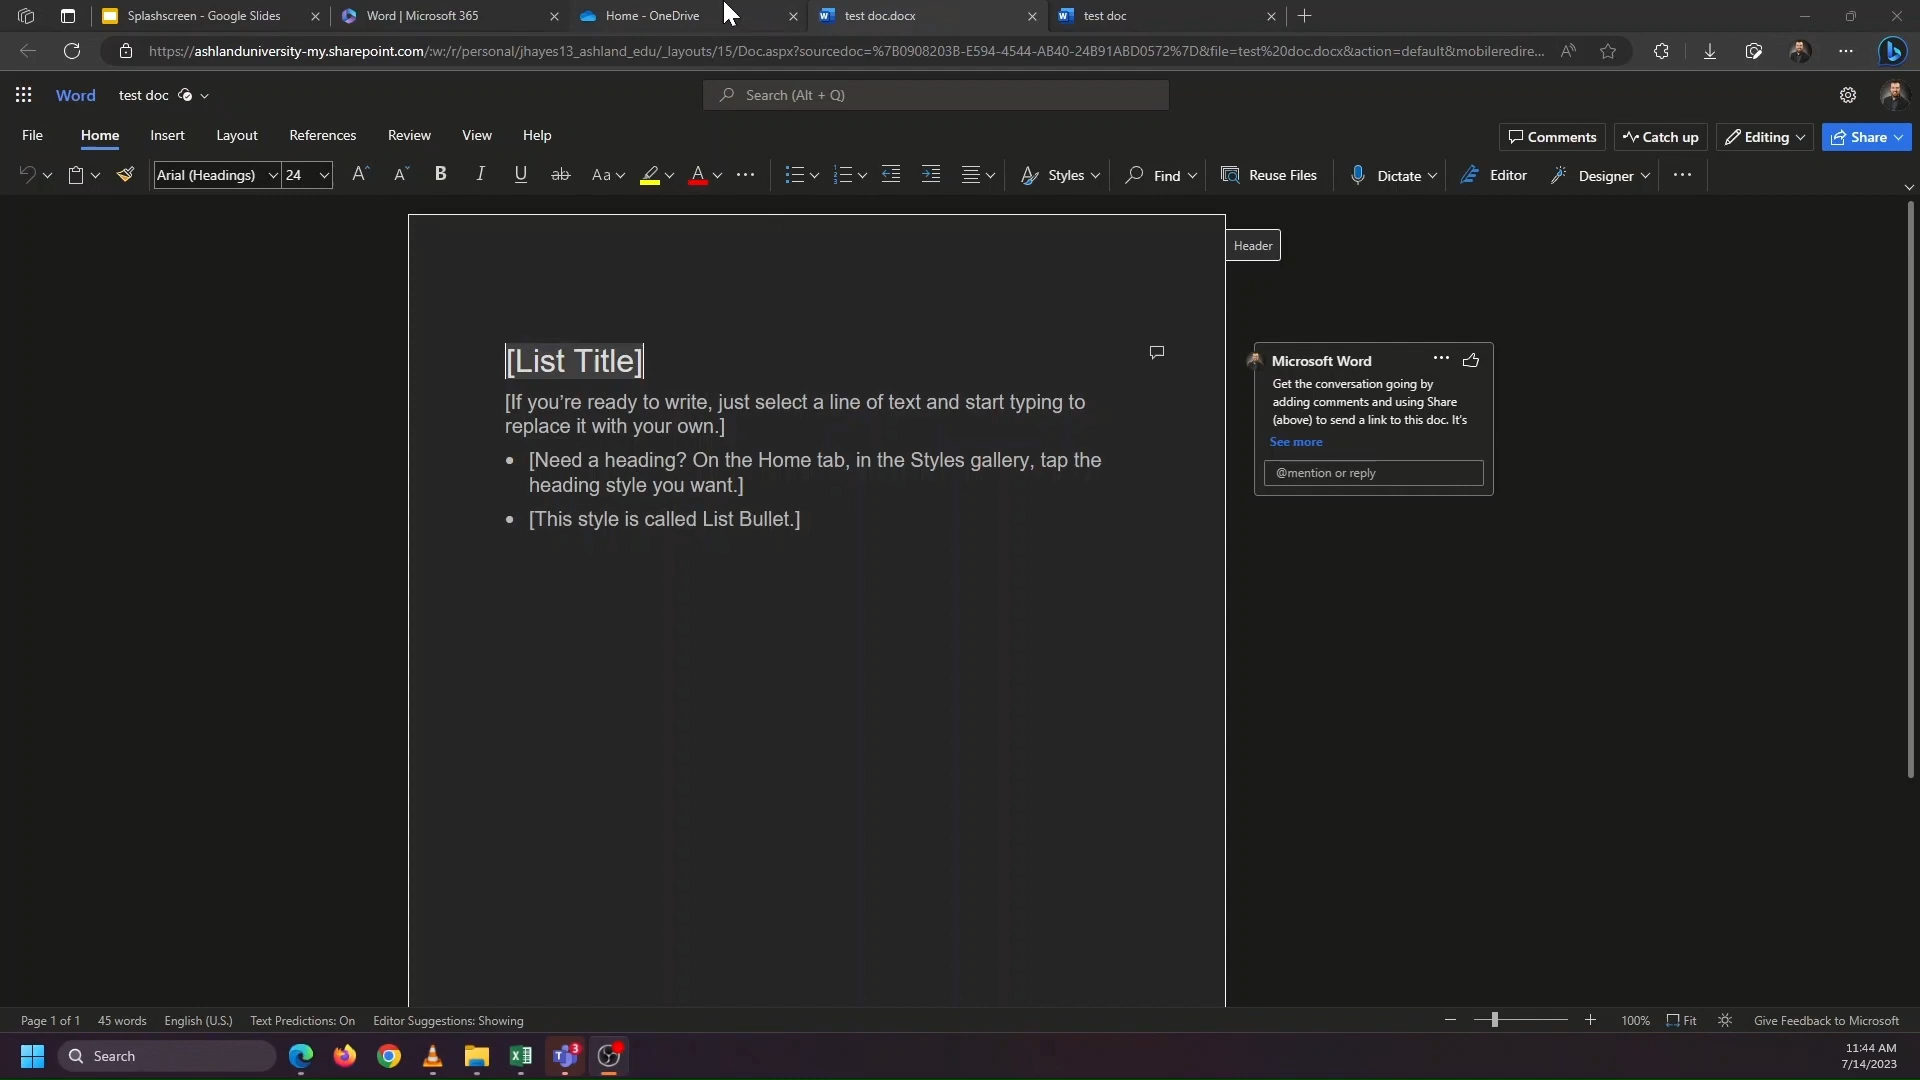 Splashscreen - Google Slides
Word | Microsoft 365
Home - OneDrive
test doc.docx
test doc
https://ashlanduniversity-my.sharepoint.com/:w:/r/personal/jhayes13_ashland_edu/_layouts/15/Doc.aspx?sourcedoc=%7B0908203B-E594-4544-AB40-24B91ABD0572%7D&file=test%20doc.docx&action=default&mobileredire...
Word test doc
Search (Alt + Q)
File Home Insert Layout References Review View Help
Comments Catch up Editing Share
Arial (Headings) 24 Styles Find Reuse Files Dictate Editor Designer
Header
[List Title]
[If you're ready to write, just select a line of text and start typing to
replace it with your own.]
• [Need a heading? On the Home tab, in the Styles gallery, tap the
heading style you want.]
• [This style is called List Bullet.]
Microsoft Word
Get the conversation going by
adding comments and using Share
(above) to send a link to this doc. It's
See more
@mention or reply
Page 1 of 1 45 words English (U.S.) Text Predictions: On Editor Suggestions: Showing
100% Fit Give Feedback to Microsoft
Search
3
11:44 AM
7/14/2023